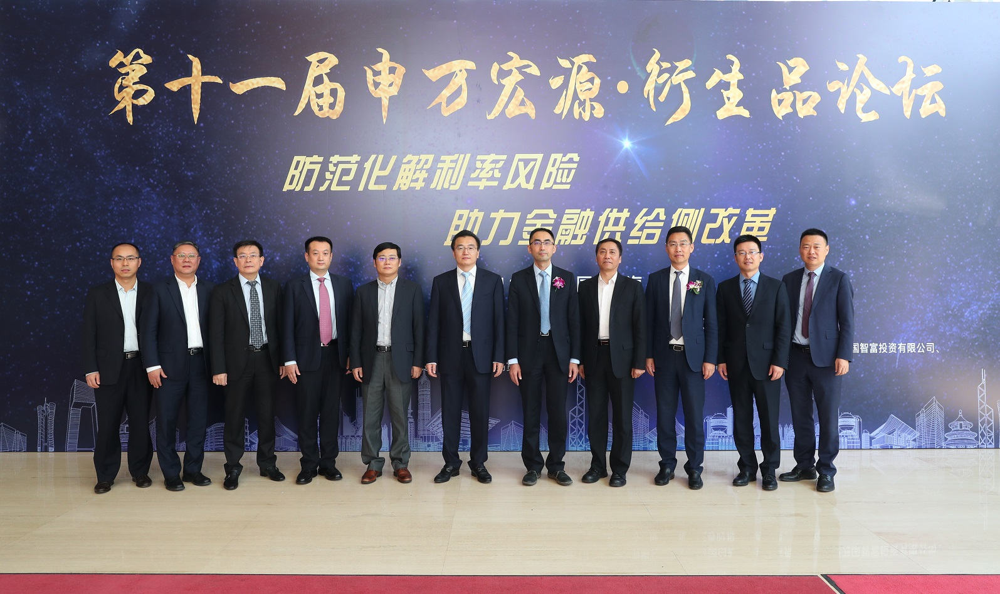 第十一届申万宏源·衍生品论坛
防范化解利率风险
助力金融供给侧改革
国智富投资有限公司、